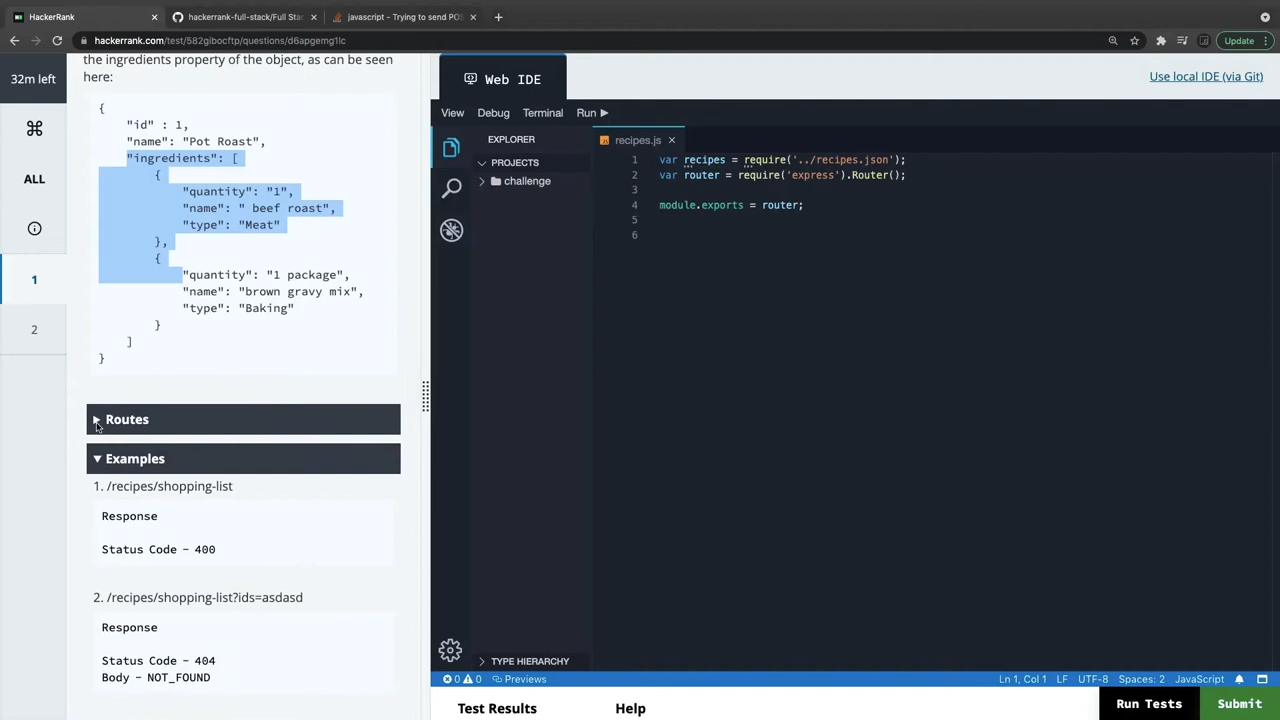 HackerRank
hackerrank-full-stack/Full Stac
javascript - Trying to send POS
hackerrank.com/test/582gibocftp/questions/d6apgemg1lc
Update
32m left
ALL
1
2
the ingredients property of the object, as can be seen
here:
{
"id" : 1,
"name": "Pot Roast",
"ingredients": [
{
"quantity": "1",
"name": " beef roast",
"type": "Meat"
},
{
"quantity": "1 package",
"name": "brown gravy mix",
"type": "Baking"
}
]
}
Routes
Examples
1. /recipes/shopping-list
Response
Status Code - 400
2. /recipes/shopping-list?ids=asdasd
Response
Status Code - 404
Body - NOT_FOUND
Web IDE
Use local IDE (via Git)
View Debug Terminal Run
EXPLORER
PROJECTS
challenge
TYPE HIERARCHY
recipes.js
1 var recipes = require('../recipes.json');
2 var router = require('express').Router();
3
4 module.exports = router;
5
6
0 0 Previews
Ln 1, Col 1 LF UTF-8 Spaces: 2 JavaScript
Test Results Help
Run Tests Submit